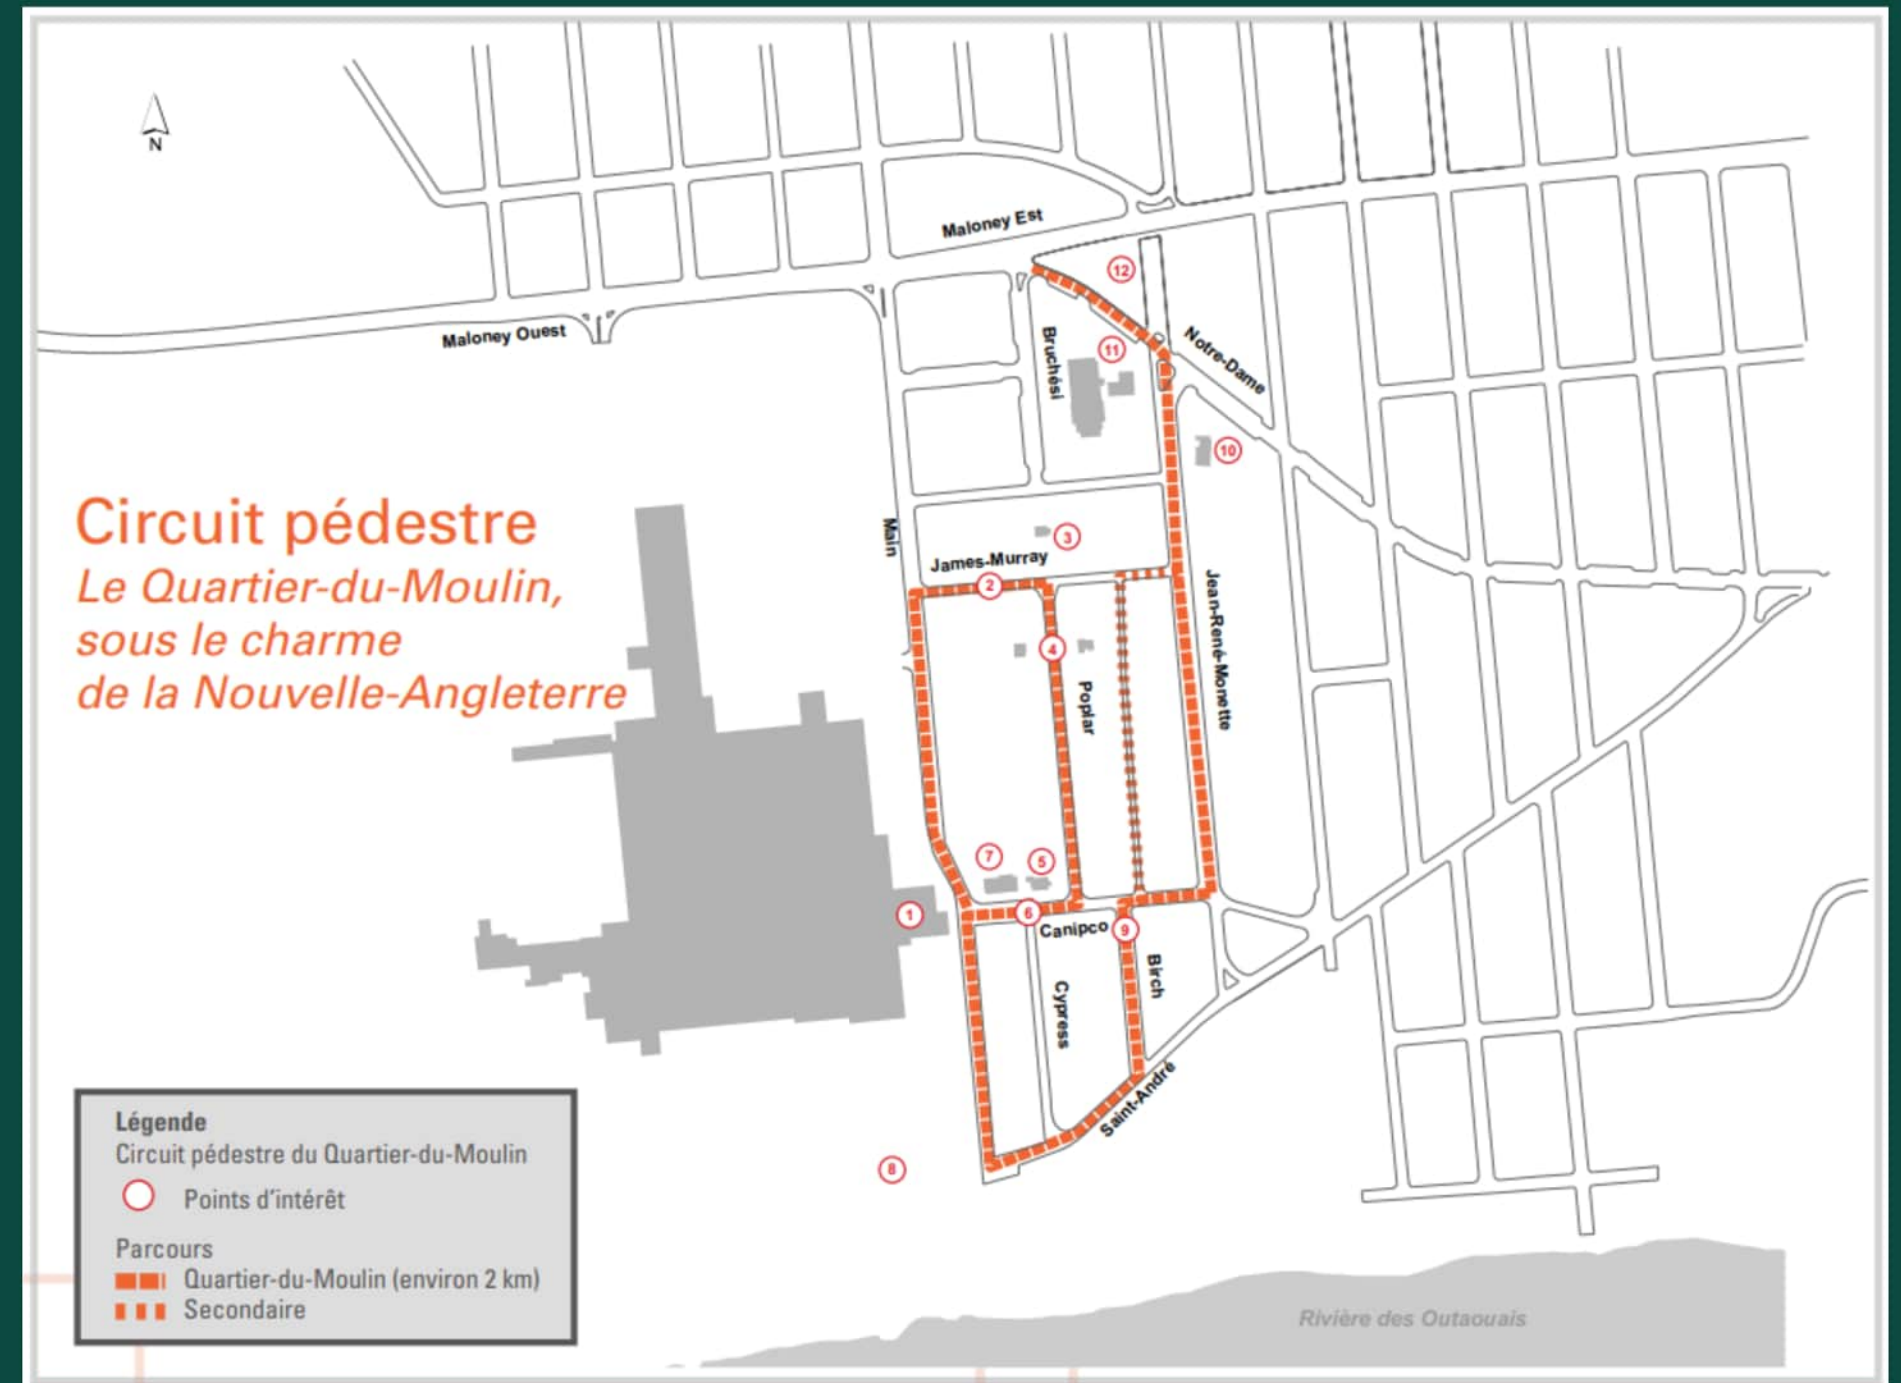 N
Maloney Est
12
Maloney Ouest
Bruchési
11
Notre-Dame
10
Circuit pédestre
Le Quartier-du-Moulin,
sous le charme
de la Nouvelle-Angleterre
Main
3
James-Murray
2
Jean-René-Monette
4
Poplar
7
5
1
6
Canipco
9
Birch
Cypress
Saint-André
8
Légende
Circuit pédestre du Quartier-du-Moulin
Points d'intérêt
Parcours
Quartier-du-Moulin (environ 2 km)
Secondaire
Rivière des Outaouais